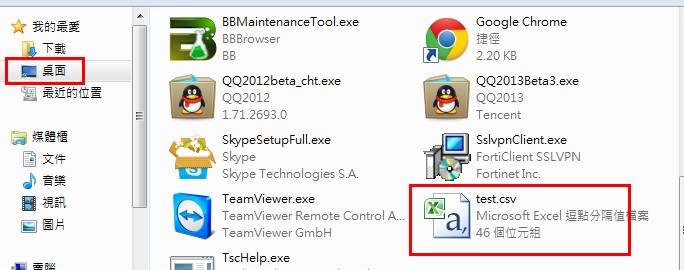 我的最愛
下載
桌面
最近的位置
媒體櫃
文件
音樂
視訊
圖片
BBMaintenanceTool.exe
BBBrowser
BB
Google Chrome
捷徑
2.20 KB
QQ2012beta_cht.exe
QQ2012
1.71.2693.0
QQ2013Beta3.exe
QQ2013
Tencent
SkypeSetupFull.exe
Skype
Skype Technologies S.A.
SslvpnClient.exe
FortiClient SSLVPN
Fortinet Inc.
TeamViewer.exe
TeamViewer Remote Control A...
TeamViewer GmbH
test.csv
Microsoft Excel 逗點分隔值檔案
46 個位元組
TscHelp.exe